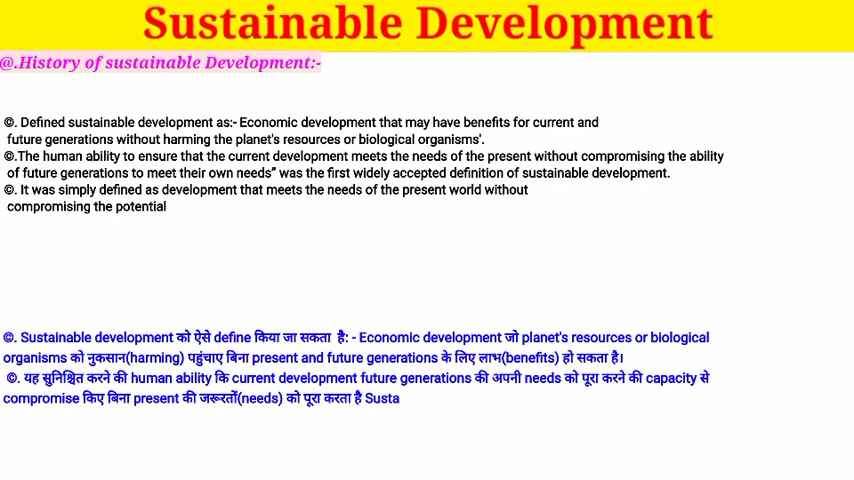 Sustainable Development
@.History of sustainable Development:-
©. Defined sustainable development as:- Economic development that may have benefits for current and
future generations without harming the planet's resources or biological organisms'.
©.The human ability to ensure that the current development meets the needs of the present without compromising the ability
of future generations to meet their own needs” was the first widely accepted definition of sustainable development.
©. It was simply defined as development that meets the needs of the present world without
compromising the potential
©. Sustainable development को ऐसे define किया जा सकता है: - Economic development जो planet's resources or biological
organisms को नुकसान(harming) पहुंचाए बिना present and future generations के लिए लाभ(benefits) हो सकता है।
©. यह सुनिश्चित करने की human ability कि current development future generations की अपनी needs को पूरा करने की capacity से
compromise किए बिना present की जरूरतों(needs) को पूरा करता है Susta